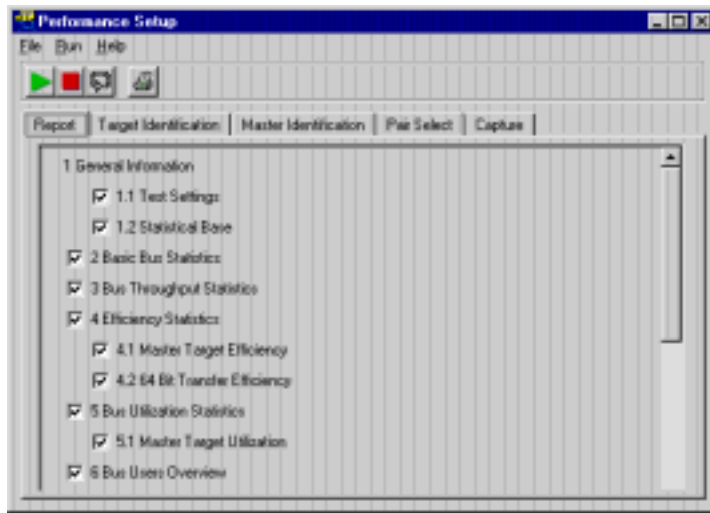 Performance Setup
File Run Help
Report Target Identification Master Identification Pair Select Capture
1 General Information
1.1 Test Settings
1.2 Statistical Base
2 Basic Bus Statistics
3 Bus Throughput Statistics
4 Efficiency Statistics
4.1 Master Target Efficiency
4.2 64 Bit Transfer Efficiency
5 Bus Utilization Statistics
5.1 Master Target Utilization
6 Bus Users Overview